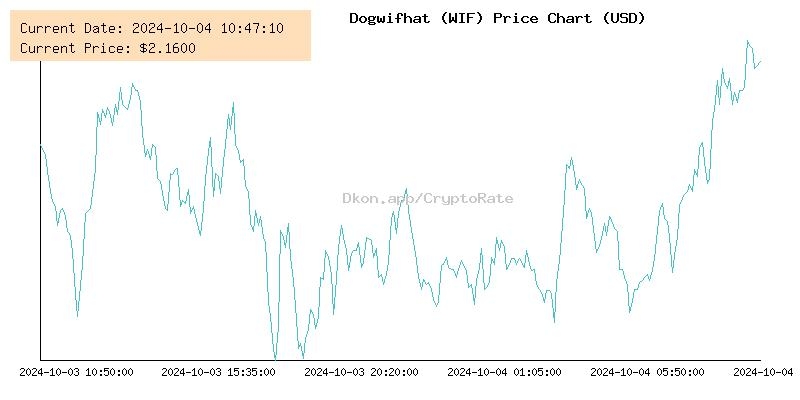 Dogwifhat (WIF) Price Chart (USD)
Current Date: 2024-10-04 10:47:10
Current Price: $2.1600
Dkon.app/CryptoRate
2024-10-03 10:50:00 2024-10-03 15:35:00 2024-10-03 20:20:00 2024-10-04 01:05:00 2024-10-04 05:50:00 2024-10-04